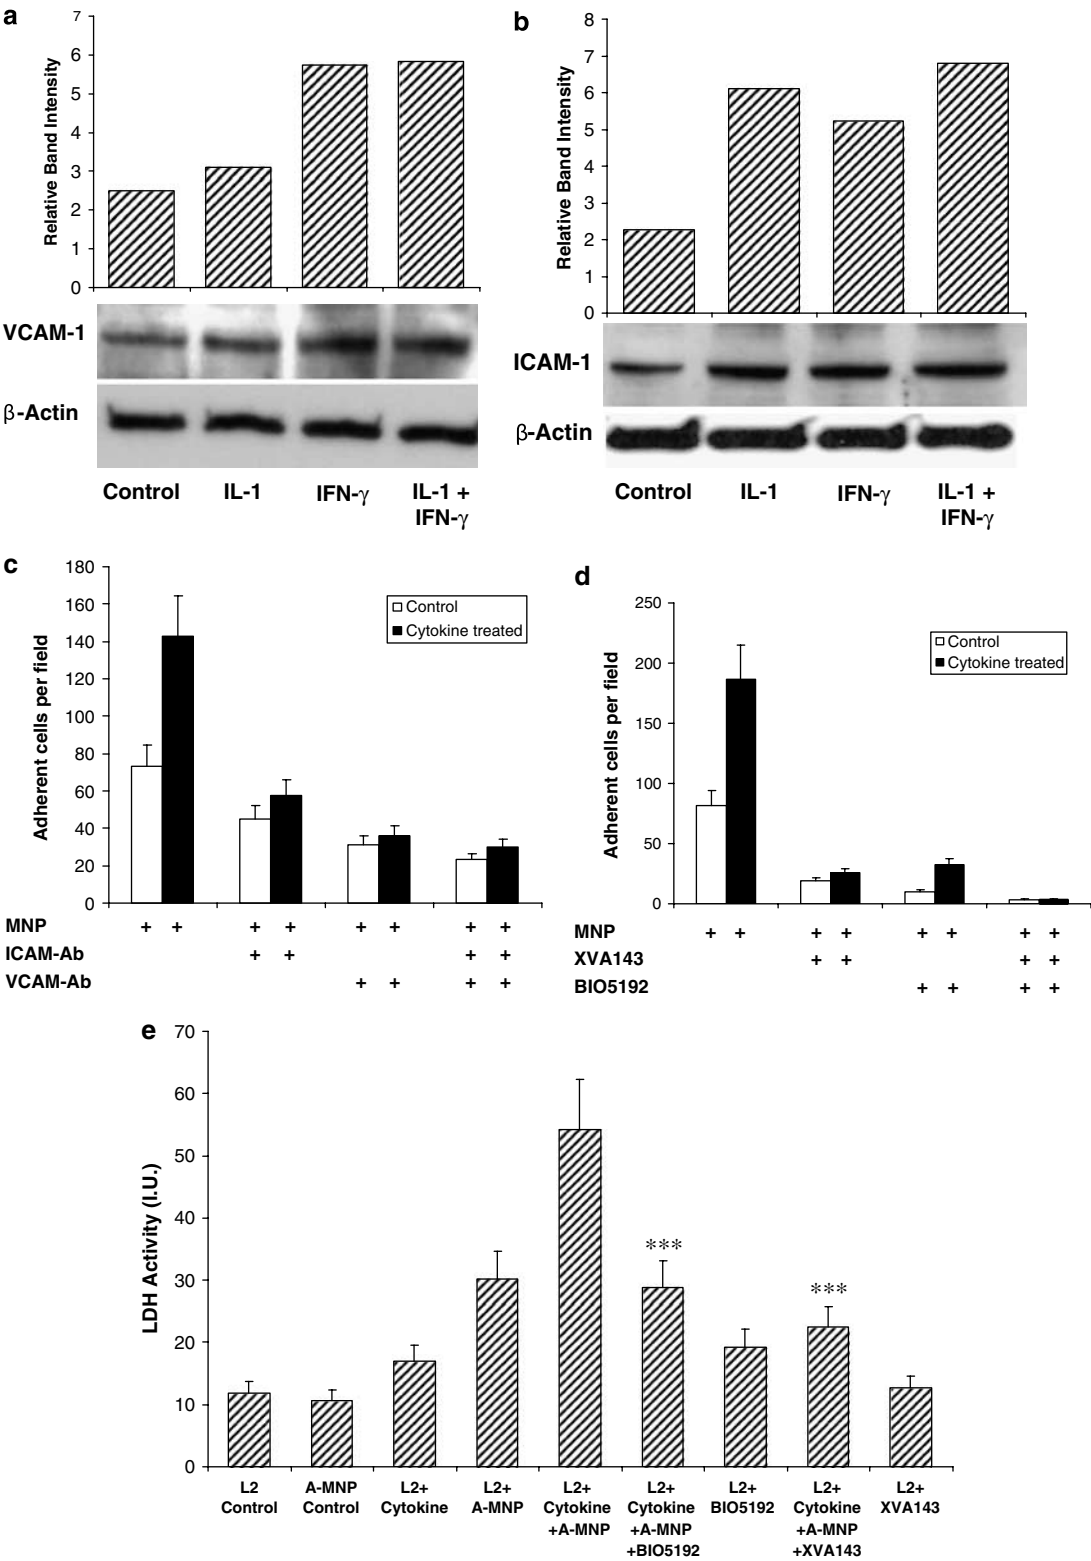 a
7
6
5
4
3
2
1
0
Relative Band Intensity
VCAM-1
β-Actin
Control IL-1 IFN-γ IL-1 +
IFN-γ
b
8
7
6
5
4
3
2
1
0
Relative Band Intensity
ICAM-1
β-Actin
Control IL-1 IFN-γ IL-1 +
IFN-γ
c
180
160
140
120
100
80
60
40
20
0
Adherent cells per field
Control
Cytokine treated
MNP + + + + + + + +
ICAM-Ab + + + +
VCAM-Ab + + + +
d
250
200
150
100
50
0
Adherent cells per field
Control
Cytokine treated
MNP + + + + + + + +
XVA143 + + + +
BIO5192 + + + +
e
70
60
50
40
30
20
10
0
LDH Activity (I.U.)
***
***
L2 A-MNP L2+ L2+ L2+ L2+ L2+ L2+ L2+
Control Control Cytokine A-MNP Cytokine Cytokine BIO5192 Cytokine XVA143
+A-MNP +A-MNP +A-MNP
+BIO5192 +XVA143